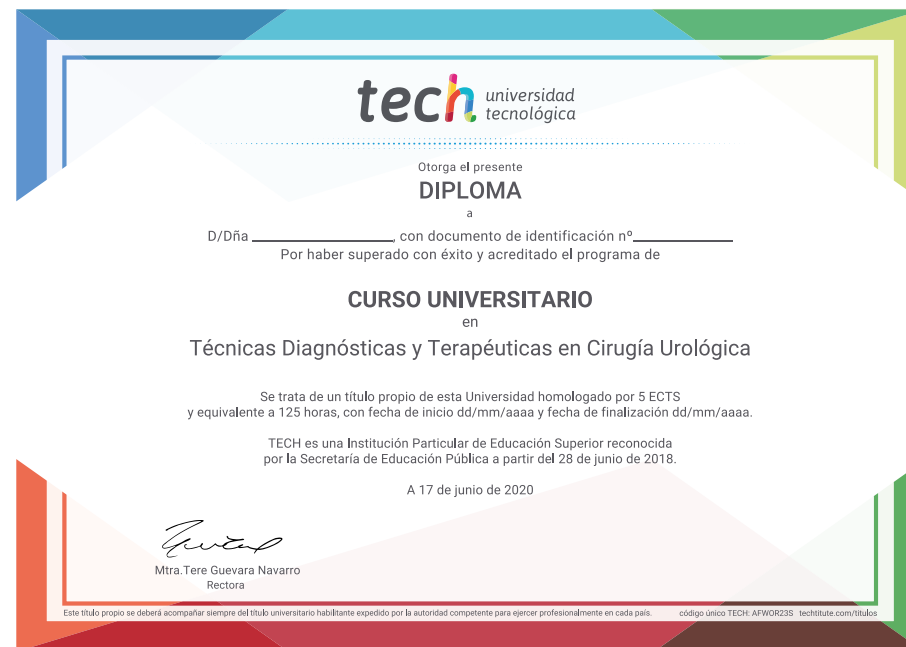 tech universidad
tecnológica
Otorga el presente
DIPLOMA
a
D/Dña ____________________, con documento de identificación nº______________
Por haber superado con éxito y acreditado el programa de
CURSO UNIVERSITARIO
en
Técnicas Diagnósticas y Terapéuticas en Cirugía Urológica
Se trata de un título propio de esta Universidad homologado por 5 ECTS
y equivalente a 125 horas, con fecha de inicio dd/mm/aaaa y fecha de finalización dd/mm/aaaa.
TECH es una Institución Particular de Educación Superior reconocida
por la Secretaría de Educación Pública a partir del 28 de junio de 2018.
A 17 de junio de 2020
Mtra.Tere Guevara Navarro
Rectora
Este título propio se deberá acompañar siempre del título universitario habilitante expedido por la autoridad competente para ejercer profesionalmente en cada país. código único TECH: AFWOR23S techtitute.com/titulos